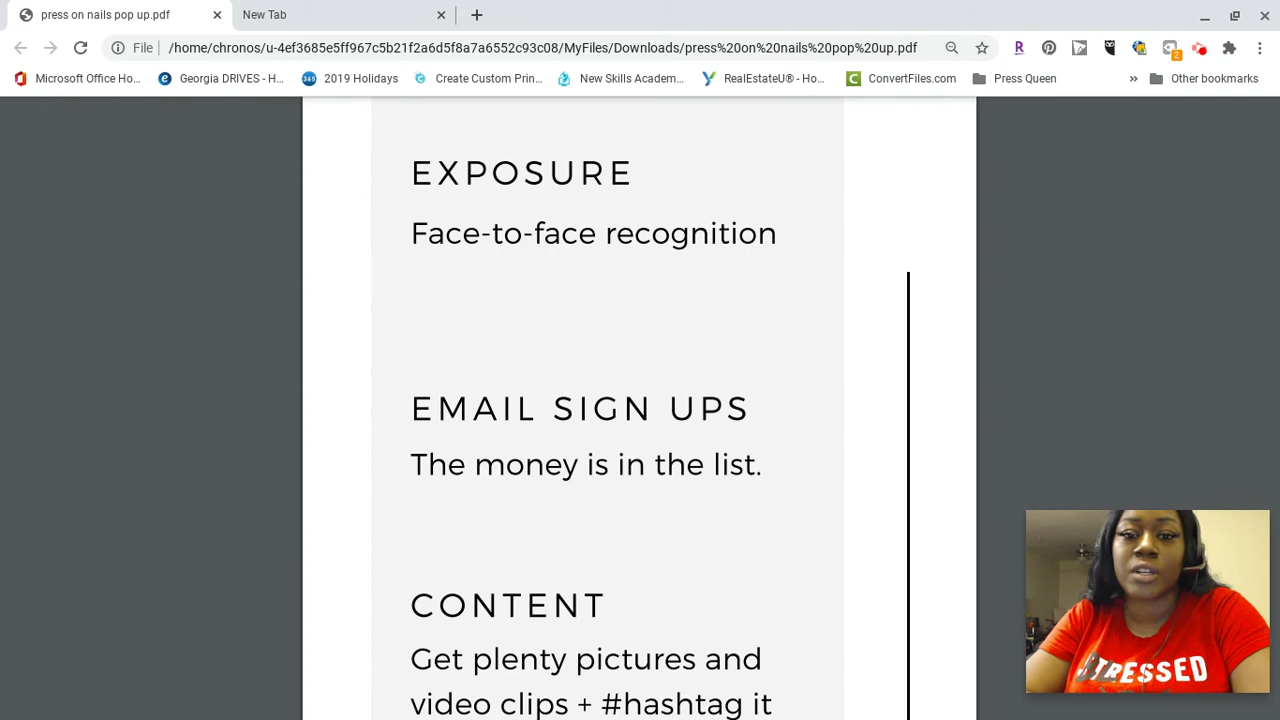 press on nails pop up.pdf
New Tab
File
/home/chronos/u-4ef3685e5ff967c5b21f2a6d5f8a7a6552c93c08/MyFiles/Downloads/press%20on%20nails%20pop%20up.pdf
2
Microsoft Office Ho...
Georgia DRIVES - H...
365
2019 Holidays
Create Custom Prin...
New Skills Academ...
RealEstateU® - Ho...
ConvertFiles.com
Press Queen
»
Other bookmarks
EXPOSURE
Face-to-face recognition
EMAIL SIGN UPS
The money is in the list.
CONTENT
Get plenty pictures and
video clips + #hashtag it
STRESSED